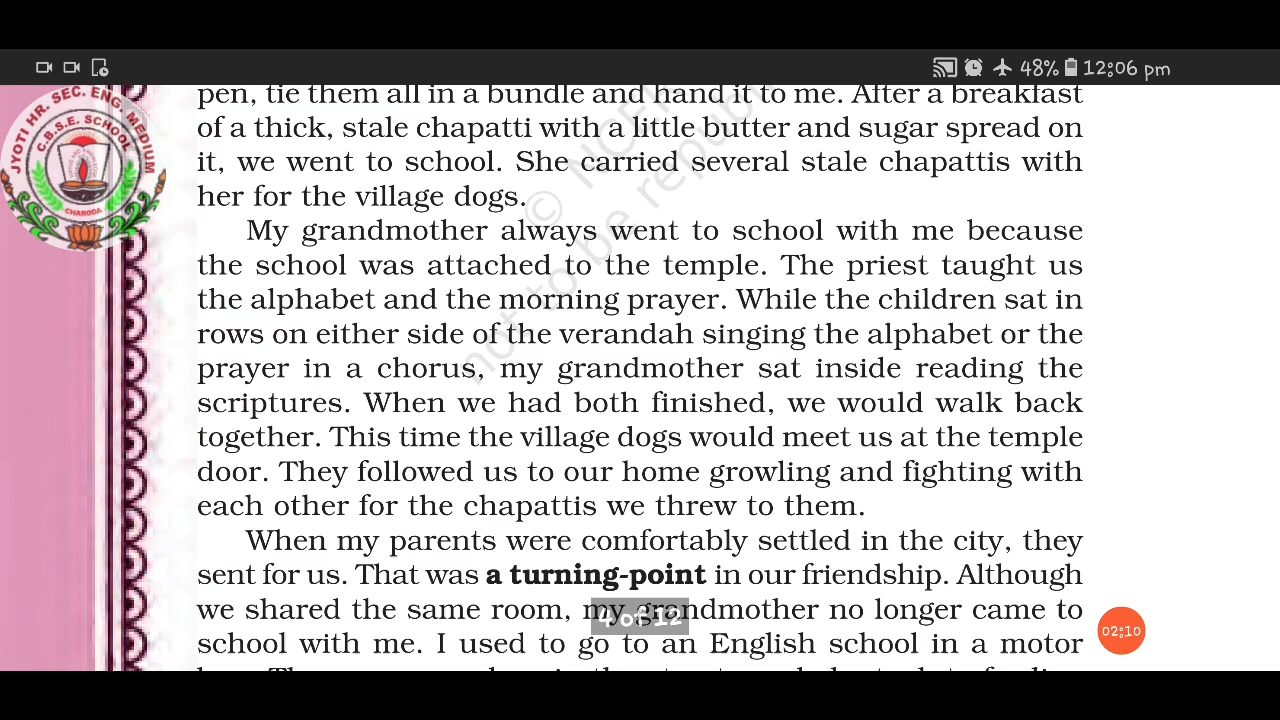 48% 12:06 pm
JYOTI HR. SEC. ENG. MEDIUM
C.B.S.E. SCHOOL
CHARODA
pen, tie them all in a bundle and hand it to me. After a breakfast
of a thick, stale chapatti with a little butter and sugar spread on
it, we went to school. She carried several stale chapattis with
her for the village dogs.
My grandmother always went to school with me because
the school was attached to the temple. The priest taught us
the alphabet and the morning prayer. While the children sat in
rows on either side of the verandah singing the alphabet or the
prayer in a chorus, my grandmother sat inside reading the
scriptures. When we had both finished, we would walk back
together. This time the village dogs would meet us at the temple
door. They followed us to our home growling and fighting with
each other for the chapattis we threw to them.
When my parents were comfortably settled in the city, they
sent for us. That was a turning-point in our friendship. Although
we shared the same room, my grandmother no longer came to
school with me. I used to go to an English school in a motor
4 of 12
02:10
© NCE
not to be repub